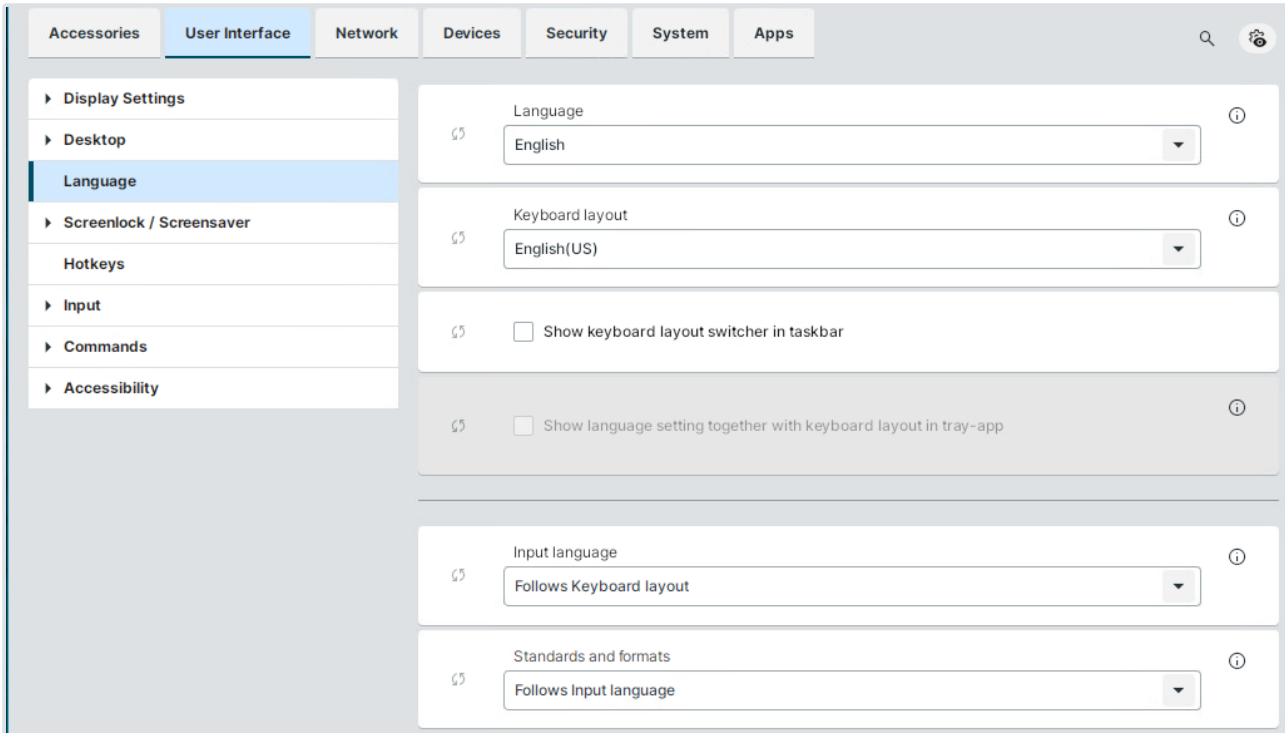 Accessories
User Interface
Network
Devices
Security
System
Apps
Display Settings
Desktop
Language
Screenlock / Screensaver
Hotkeys
Input
Commands
Accessibility
Language
English
Keyboard layout
English(US)
Show keyboard layout switcher in taskbar
Show language setting together with keyboard layout in tray-app
Input language
Follows Keyboard layout
Standards and formats
Follows Input language